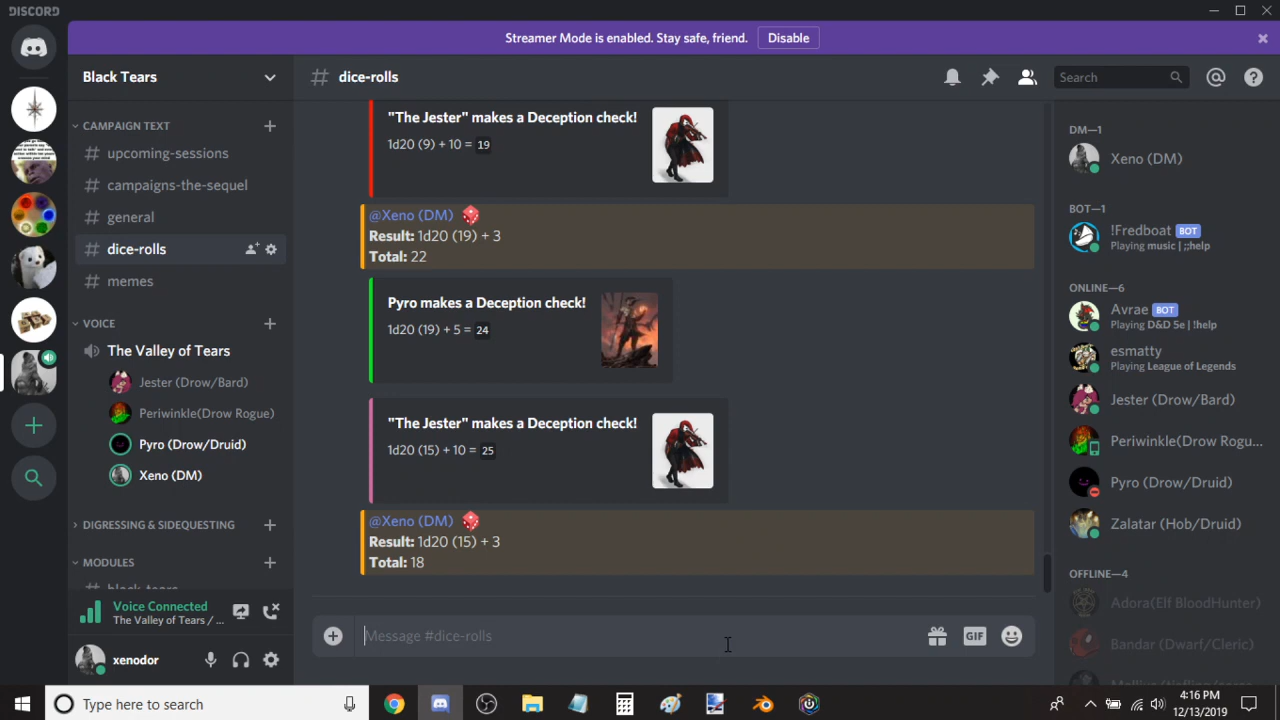 DISCORD
Streamer Mode is enabled. Stay safe, friend.
Disable
Black Tears
CAMPAIGN TEXT
upcoming-sessions
campaigns-the-sequel
general
dice-rolls
memes
VOICE
The Valley of Tears
Jester (Drow/Bard)
Periwinkle(Drow Rogue)
Pyro (Drow/Druid)
Xeno (DM)
DIGRESSING & SIDEQUESTING
MODULES
black-tears
Voice Connected
The Valley of Tears / ...
xenodor
# dice-rolls
Search
"The Jester" makes a Deception check!
1d20 (9) + 10 = 19
@Xeno (DM)
Result: 1d20 (19) + 3
Total: 22
Pyro makes a Deception check!
1d20 (19) + 5 = 24
"The Jester" makes a Deception check!
1d20 (15) + 10 = 25
@Xeno (DM)
Result: 1d20 (15) + 3
Total: 18
Message #dice-rolls
GIF
DM—1
Xeno (DM)
BOT—1
!Fredboat BOT
Playing music | ;;help
ONLINE—6
Avrae BOT
Playing D&D 5e | !help
esmatty
Playing League of Legends
Jester (Drow/Bard)
Periwinkle(Drow Rogu...
Pyro (Drow/Druid)
Zalatar (Hob/Druid)
OFFLINE—4
Adora(Elf BloodHunter)
Bandar (Dwarf/Cleric)
Type here to search
4:16 PM
12/13/2019